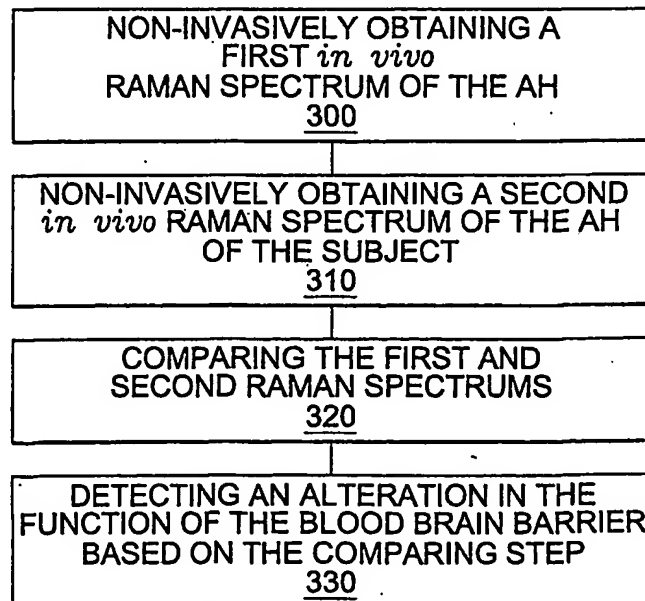 NON-INVASIVELY OBTAINING A
FIRST in vivo
RAMAN SPECTRUM OF THE AH
300
NON-INVASIVELY OBTAINING A SECOND
in vivo RAMAN SPECTRUM OF THE AH
OF THE SUBJECT
310
COMPARING THE FIRST AND
SECOND RAMAN SPECTRUMS
320
DETECTING AN ALTERATION IN THE
FUNCTION OF THE BLOOD BRAIN BARRIER
BASED ON THE COMPARING STEP
330